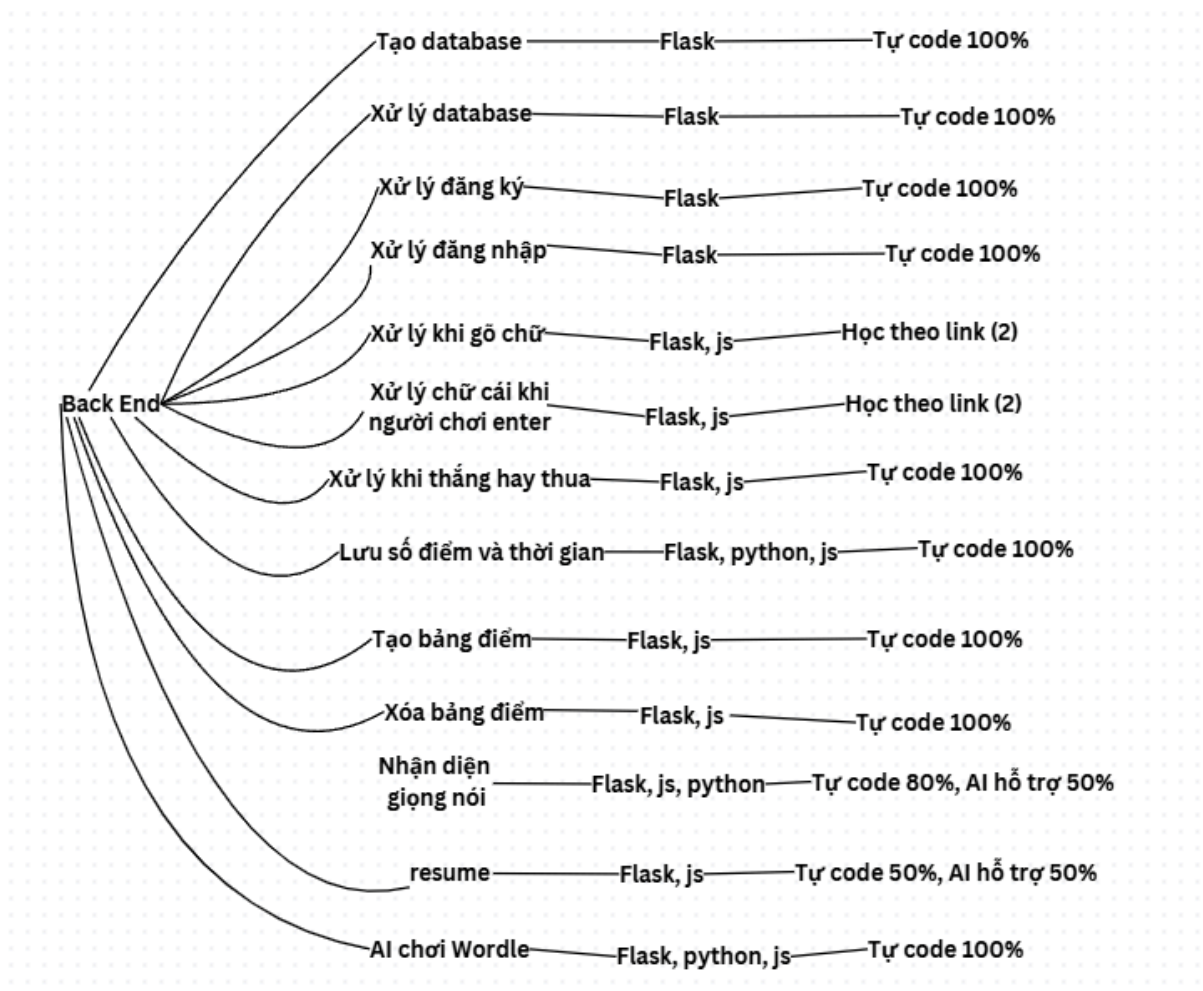 Tạo database Flask Tự code 100%
Xử lý database Flask Tự code 100%
Xử lý đăng ký Flask Tự code 100%
Xử lý đăng nhập Flask Tự code 100%
Xử lý khi gõ chữ Flask, js Học theo link (2)
Back End
Xử lý chữ cái khi
người chơi enter Flask, js Học theo link (2)
Xử lý khi thắng hay thua Flask, js Tự code 100%
Lưu số điểm và thời gian Flask, python, js Tự code 100%
Tạo bảng điểm Flask, js Tự code 100%
Xóa bảng điểm Flask, js Tự code 100%
Nhận diện
giọng nói Flask, js, python Tự code 80%, AI hỗ trợ 50%
resume Flask, js Tự code 50%, AI hỗ trợ 50%
AI chơi Wordle Flask, python, js Tự code 100%